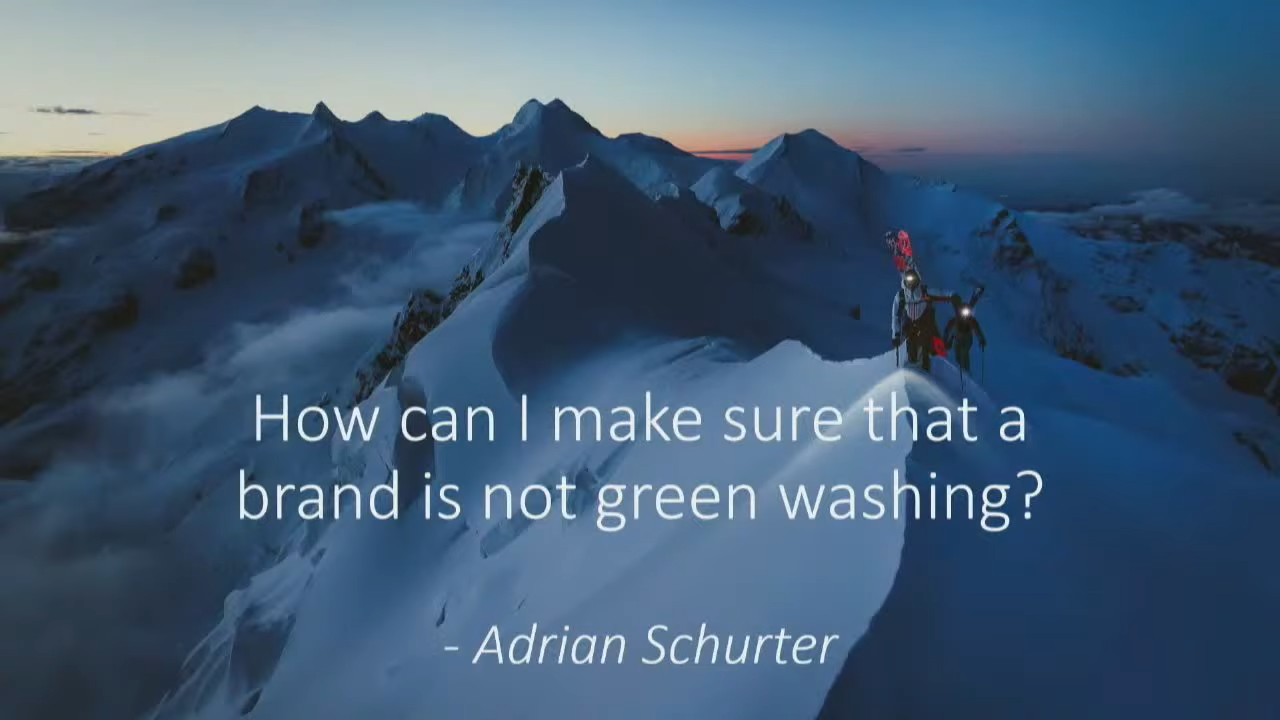 How can I make sure that a
brand is not green washing?
- Adrian Schurter